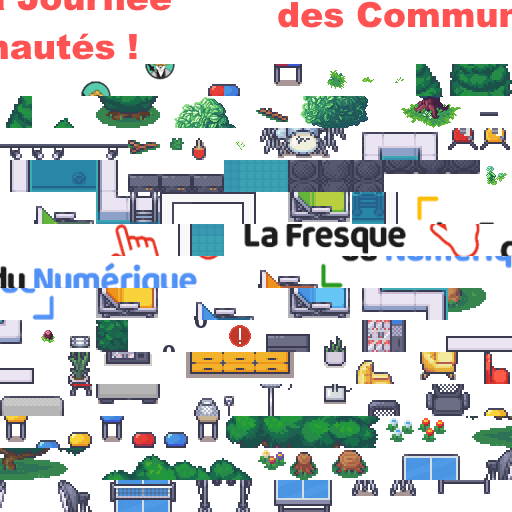 Journée
des Commun
nautés !
La Fresque
du Numérique